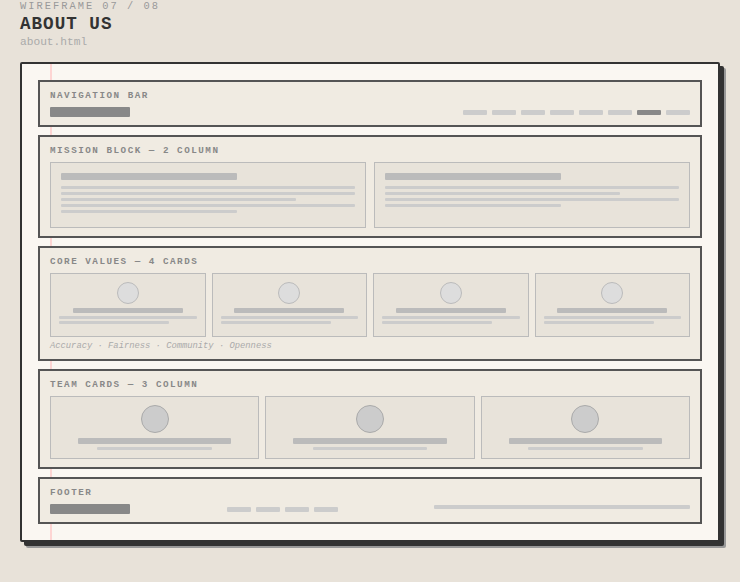 WIREFRAME 07 / 08
ABOUT US
about.html
NAVIGATION BAR
MISSION BLOCK — 2 COLUMN
CORE VALUES — 4 CARDS
Accuracy · Fairness · Community · Openness
TEAM CARDS — 3 COLUMN
FOOTER